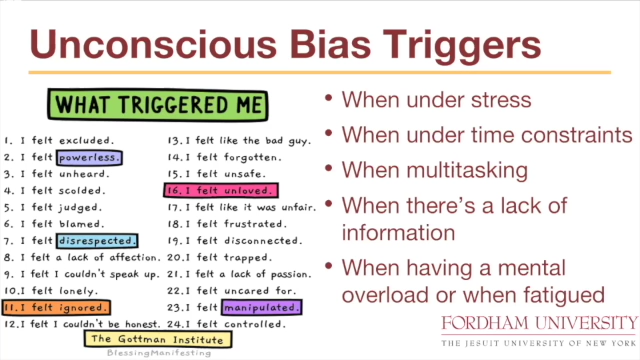 Unconscious Bias Triggers
WHAT TRIGGERED ME
1. I felt excluded.
2. I felt powerless.
3. I felt unheard.
4. I felt scolded.
5. I felt judged.
6. I felt blamed.
7. I felt disrespected.
8. I felt a lack of affection.
9. I felt I couldn't speak up.
10. I felt lonely.
11. I felt ignored.
12. I felt I couldn't be honest.
13. I felt like the bad guy.
14. I felt forgotten.
15. I felt unsafe.
16. I felt unloved.
17. I felt like it was unfair.
18. I felt frustrated.
19. I felt disconnected.
20. I felt trapped.
21. I felt a lack of passion.
22. I felt uncared for.
23. I felt manipulated.
24. I felt controlled.
The Gottman Institute
BlessingManifesting
• When under stress
• When under time constraints
• When multitasking
• When there's a lack of
information
• When having a mental
overload or when fatigued
FORDHAM UNIVERSITY
THE JESUIT UNIVERSITY OF NEW YORK